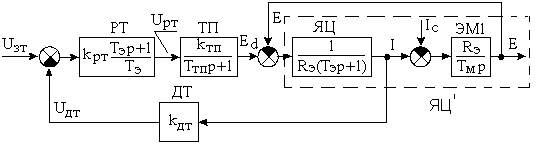 РТ
Uрт
ТП
ЯЦ
Iс
ЭМ1
Uзт
kрт Tэp+1 / Tэ
kтп / Tтпp+1
Ed
E
1 / Rэ(Tэp+1)
I
Rэ / Tмp
E
ЯЦ'
Uдт
ДТ
kдт